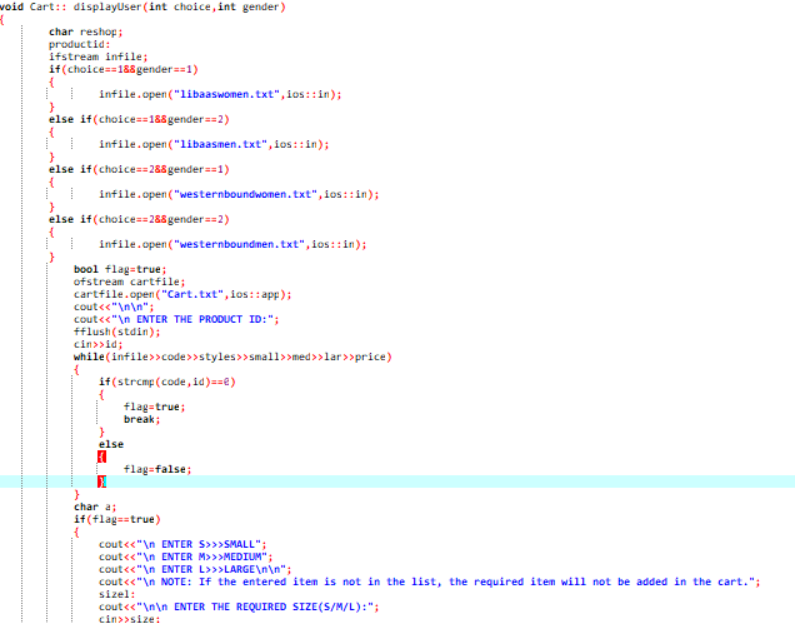 void Cart:: displayUser(int choice,int gender)
{
char reshop;
productid:
ifstream infile;
if(choice==1&&gender==1)
{
infile.open("libaaswomen.txt",ios::in);
}
else if(choice==1&&gender==2)
{
infile.open("libaasmen.txt",ios::in);
}
else if(choice==2&&gender==1)
{
infile.open("westernboundwomen.txt",ios::in);
}
else if(choice==2&&gender==2)
{
infile.open("westernboundmen.txt",ios::in);
}
bool flag=true;
ofstream cartfile;
cartfile.open("Cart.txt",ios::app);
cout<<"\n\n";
cout<<"\n ENTER THE PRODUCT ID:";
fflush(stdin);
cin>>id;
while(infile>>code>>styles>>small>>med>>lar>>price)
{
if(strcmp(code,id)==0)
{
flag=true;
break;
}
else
{
flag=false;
}
}
char a;
if(flag==true)
{
cout<<"\n ENTER S>>>SMALL";
cout<<"\n ENTER M>>>MEDIUM";
cout<<"\n ENTER L>>>LARGE\n\n";
cout<<"\n NOTE: If the entered item is not in the list, the required item will not be added in the cart.";
size1:
cout<<"\n\n ENTER THE REQUIRED SIZE(S/M/L):";
cin>>size;